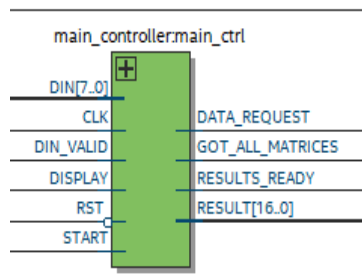 main_controller:main_ctrl
DIN[7..0]
CLK
DIN_VALID
DISPLAY
RST
START
DATA_REQUEST
GOT_ALL_MATRICES
RESULTS_READY
RESULT[16..0]